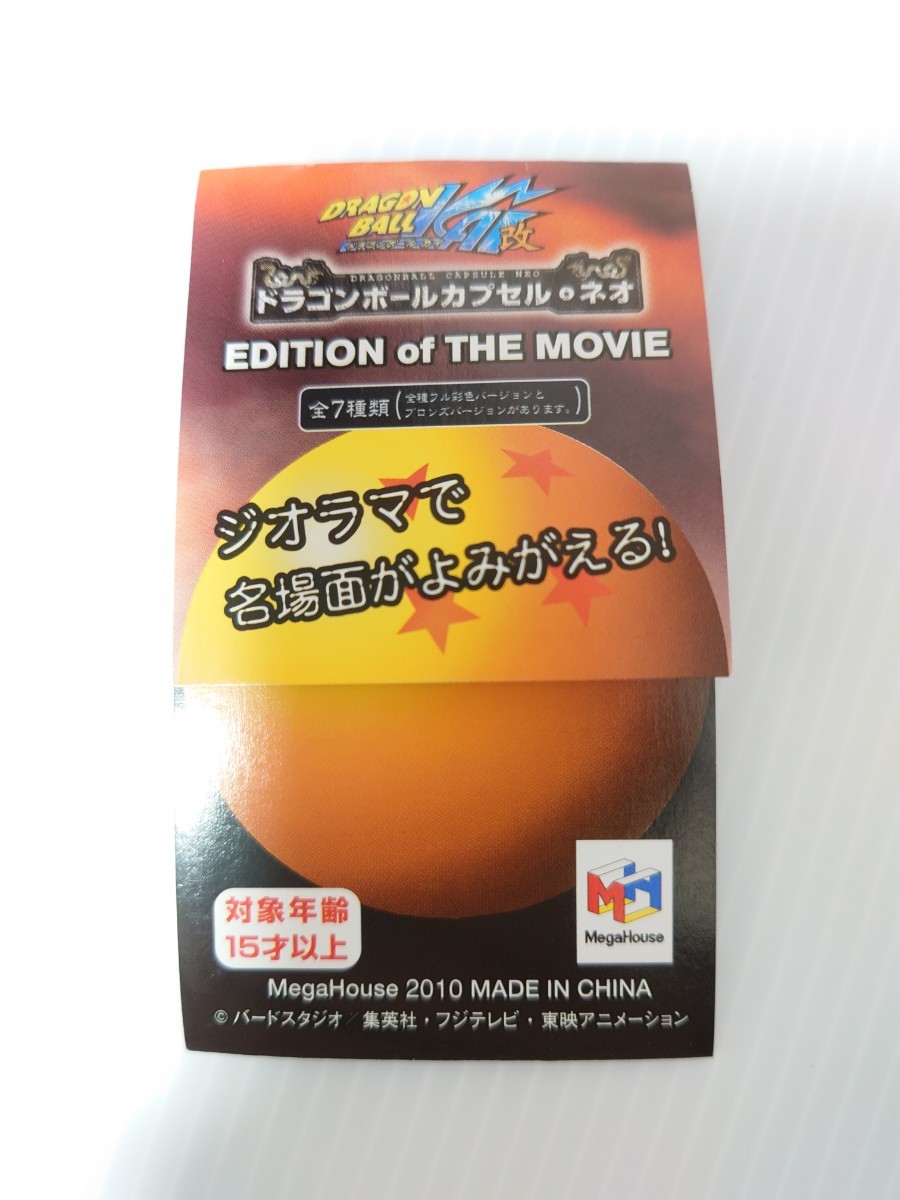 DRAGON
BALL KAI 改
DRAGONBALL CAPSULE NEO
ドラゴンボールカプセル・ネオ
EDITION of THE MOVIE
全7種類(全種フル彩色バージョンと
ブロンズバージョンがあります。)
ジオラマで
名場面がよみがえる!
対象年齢
15才以上
MegaHouse
MegaHouse 2010 MADE IN CHINA
© バードスタジオ/集英社・フジテレビ・東映アニメーション